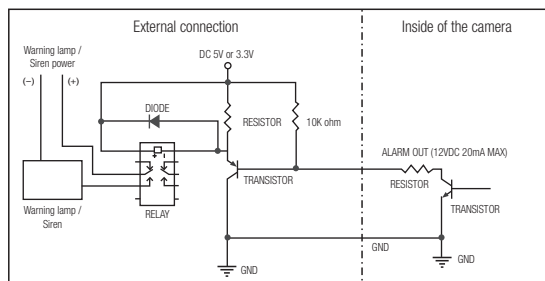 External connection
Inside of the camera
Warning lamp /
Siren power
(−)
(+)
DC 5V or 3.3V
DIODE
RESISTOR
10K ohm
+
ALARM OUT (12VDC 20mA MAX)
RESISTOR
TRANSISTOR
TRANSISTOR
Warning lamp /
Siren
RELAY
GND
GND
GND